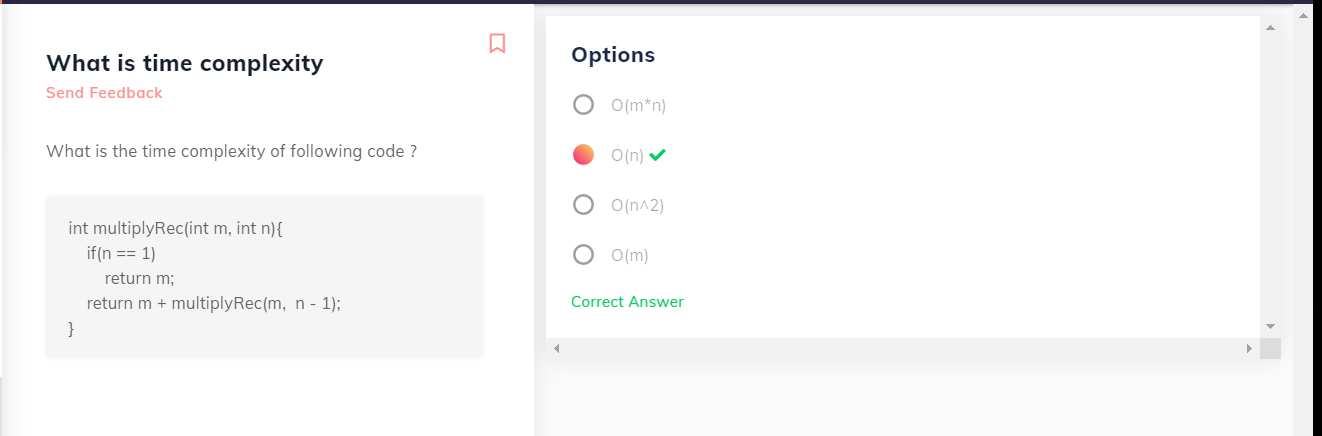 What is time complexity
Send Feedback
What is the time complexity of following code ?
int multiplyRec(int m, int n){
    if(n == 1)
        return m;
    return m + multiplyRec(m,  n - 1);
}
Options
O(m*n)
O(n)
O(n^2)
O(m)
Correct Answer